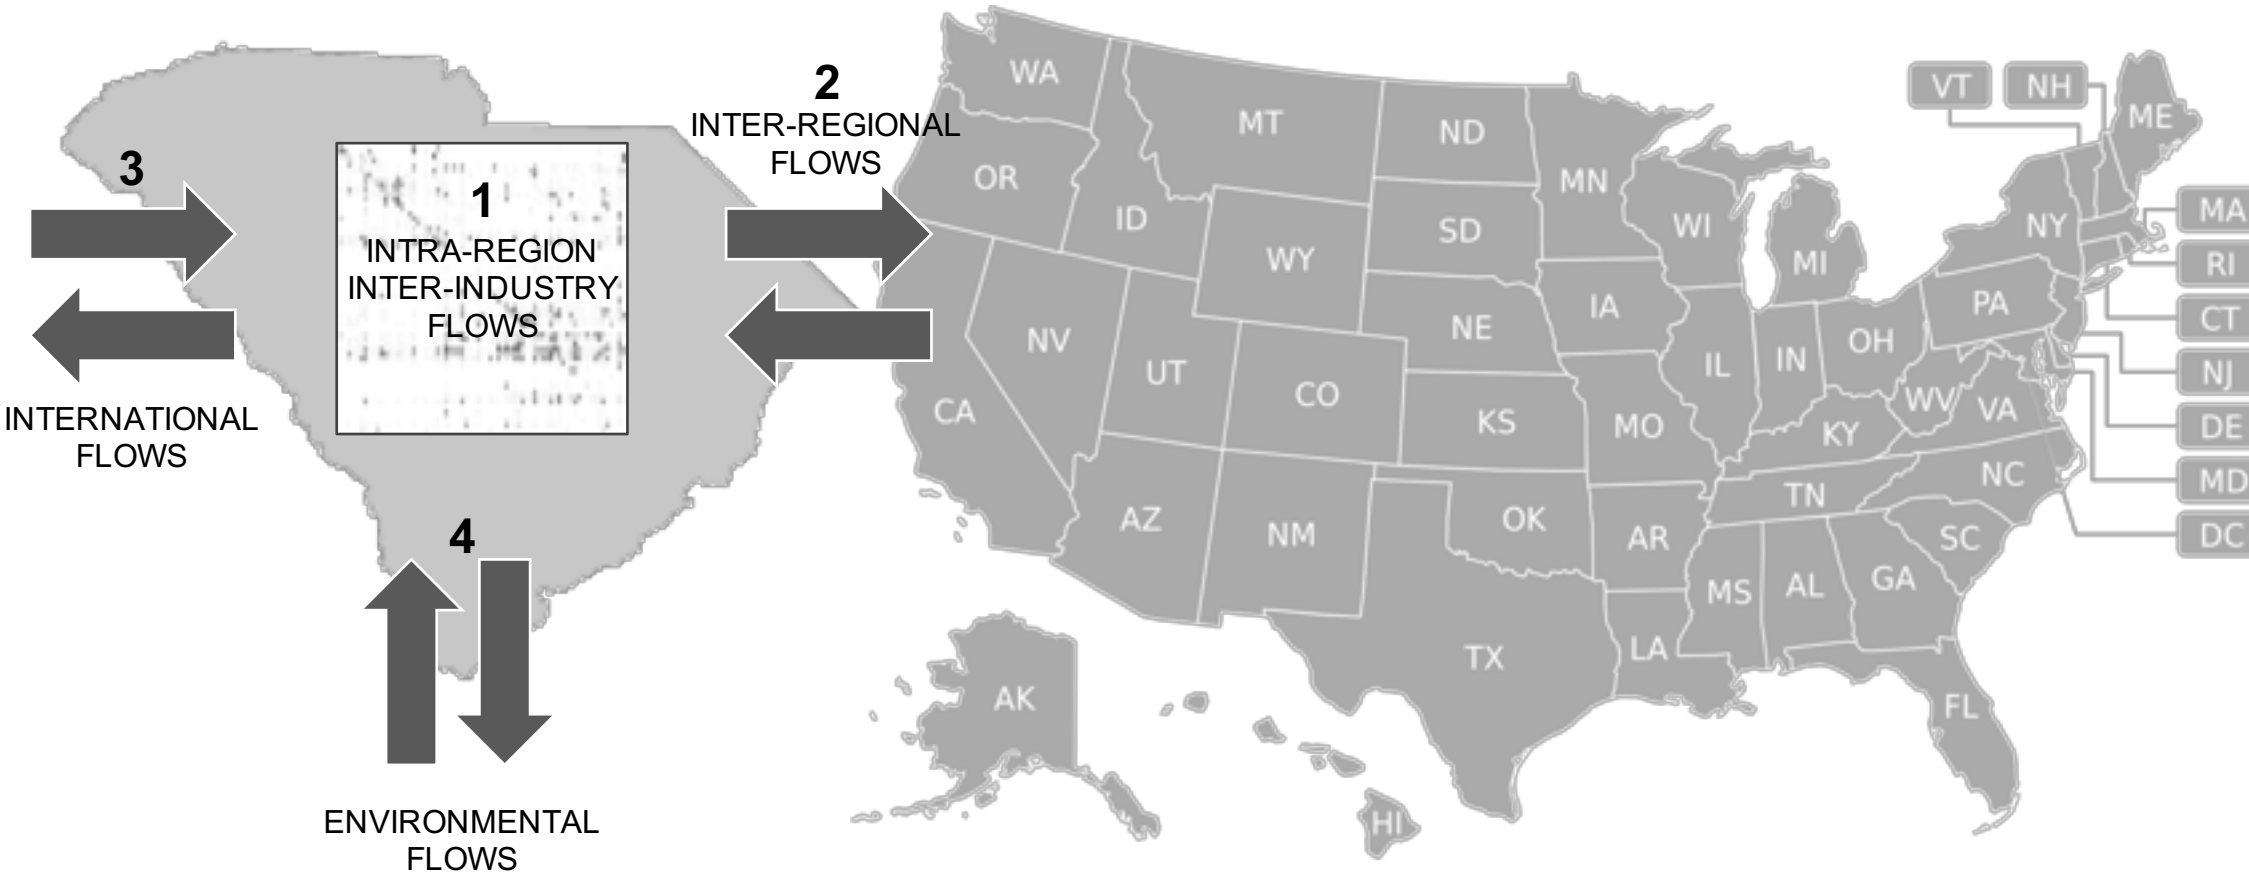 3
INTERNATIONAL
FLOWS
1
INTRA-REGION
INTER-INDUSTRY
FLOWS
2
INTER-REGIONAL
FLOWS
4
ENVIRONMENTAL
FLOWS
WA
OR
CA
ID
NV
MT
WY
UT
AZ
CO
NM
ND
SD
NE
KS
OK
TX
MN
IA
MO
AR
LA
WI
IL
MI
IN
OH
KY
TN
MS
AL
GA
FL
SC
NC
VA
WV
PA
NY
VT
NH
ME
MA
RI
CT
NJ
DE
MD
DC
AK
HI